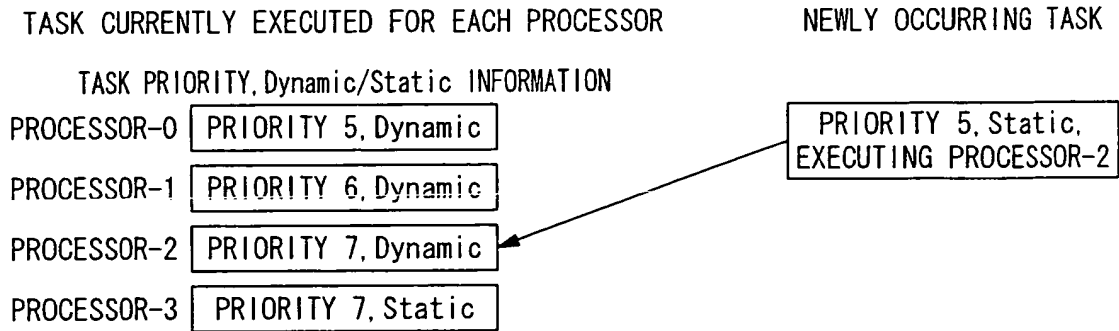 TASK CURRENTLY EXECUTED FOR EACH PROCESSOR
NEWLY OCCURRING TASK
TASK PRIORITY, Dynamic/Static INFORMATION
PROCESSOR-0 PRIORITY 5, Dynamic
PRIORITY 5, Static,
EXECUTING PROCESSOR-2
PROCESSOR-1 PRIORITY 6, Dynamic
PROCESSOR-2 PRIORITY 7, Dynamic
PROCESSOR-3 PRIORITY 7, Static